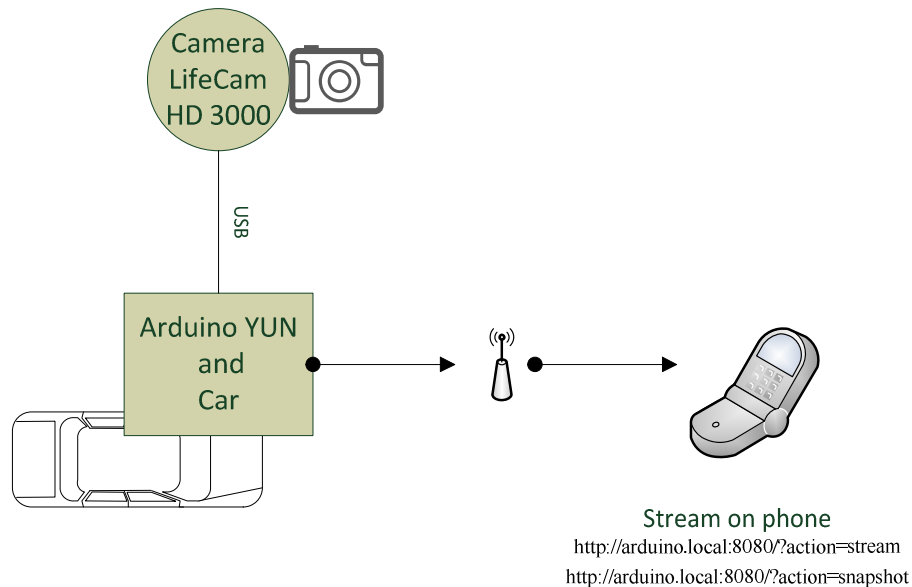 Camera
LifeCam
HD 3000
USB
Arduino YUN
and
Car
Stream on phone
http://arduino.local:8080/?action=stream
http://arduino.local:8080/?action=snapshot